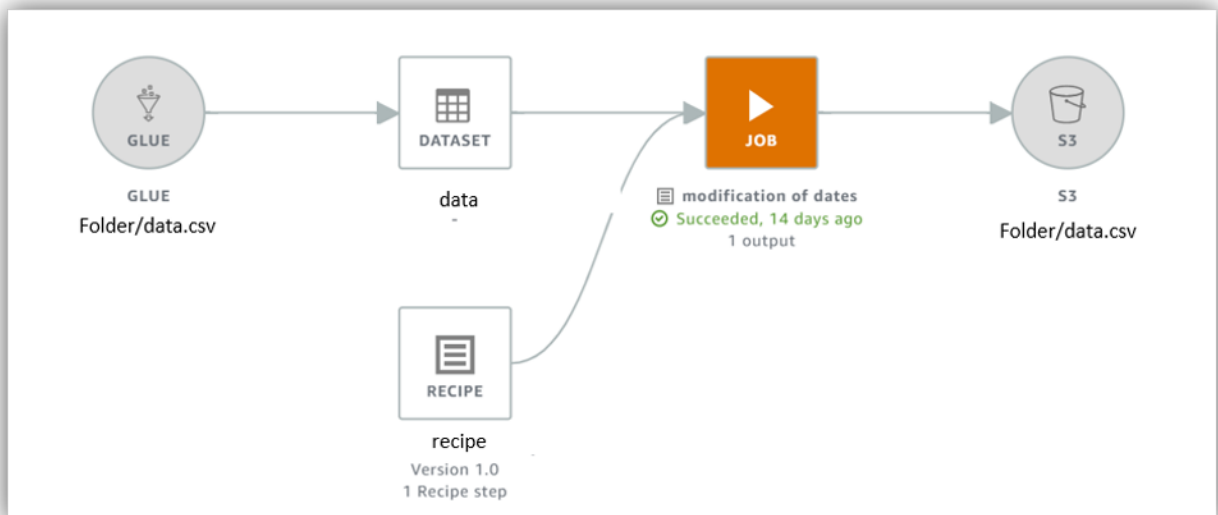 GLUE
GLUE
Folder/data.csv
DATASET
data
-
JOB
modification of dates
Succeeded, 14 days ago
1 output
S3
S3
Folder/data.csv
RECIPE
recipe
Version 1.0
1 Recipe step